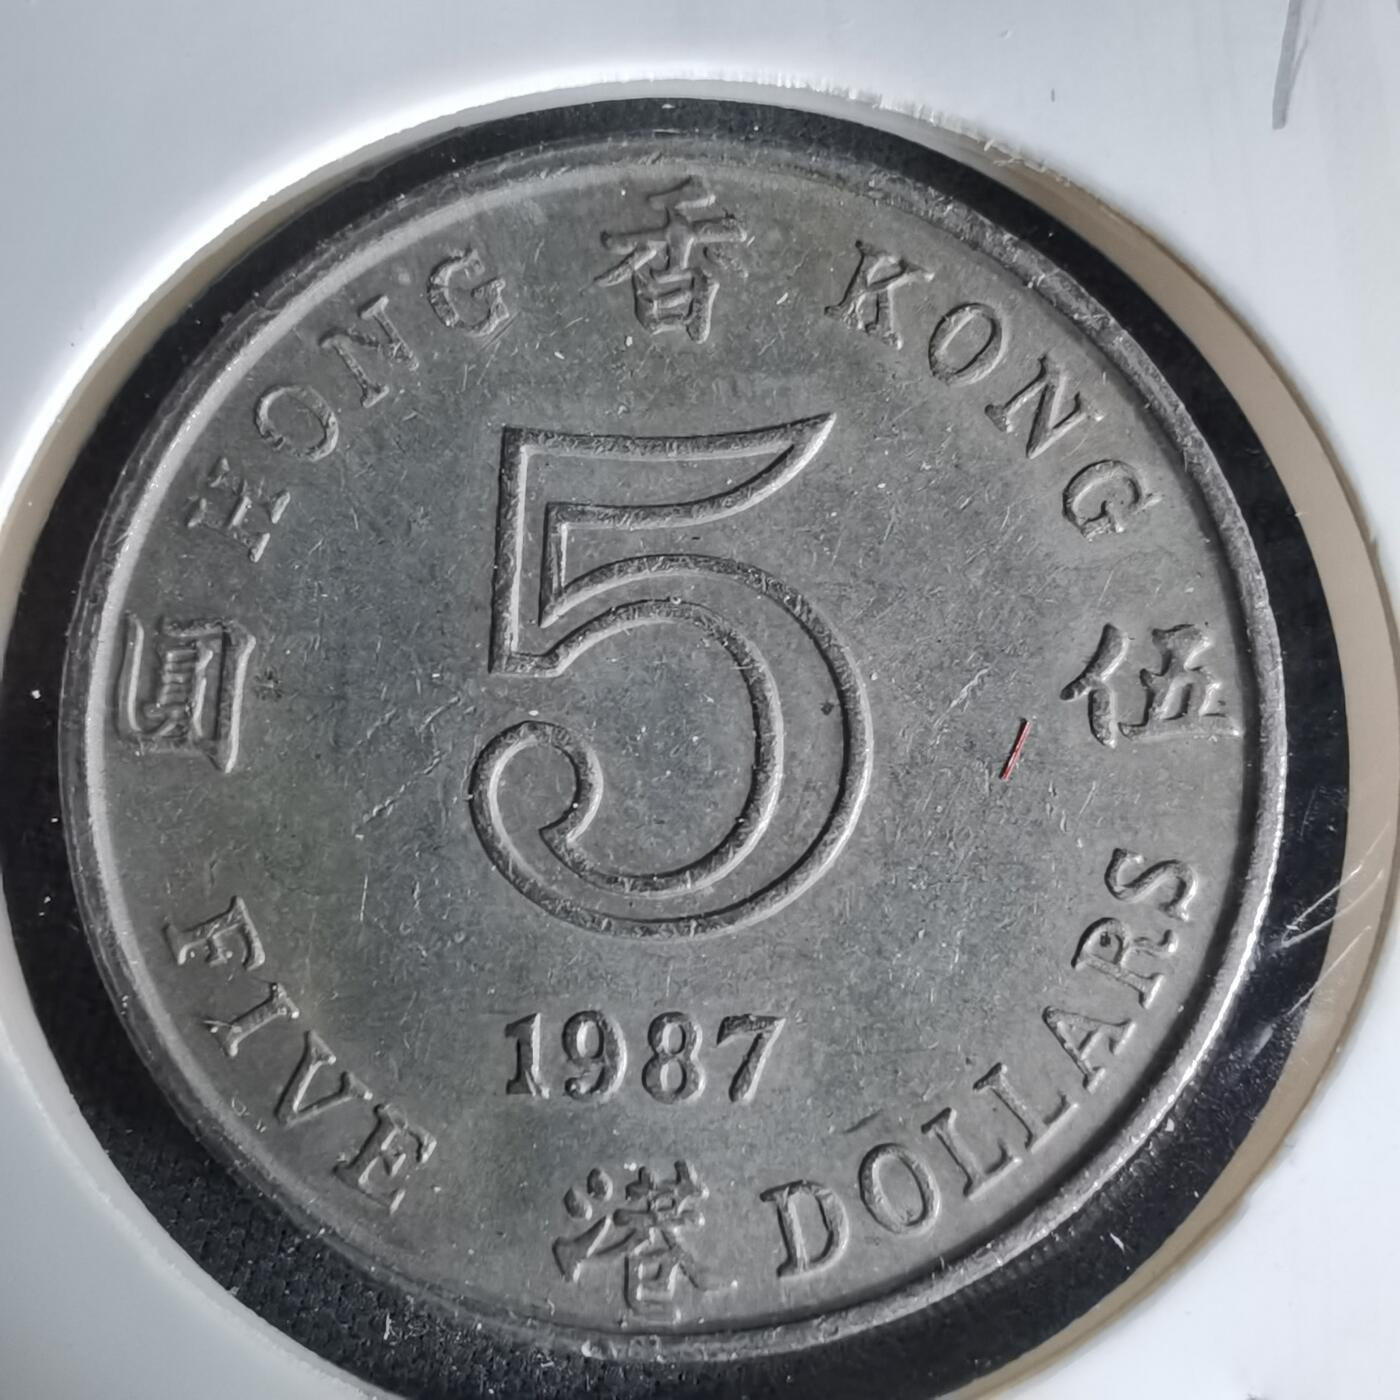 HONG 香 KONG
圓 5 伍
1987
FIVE 港 DOLLARS